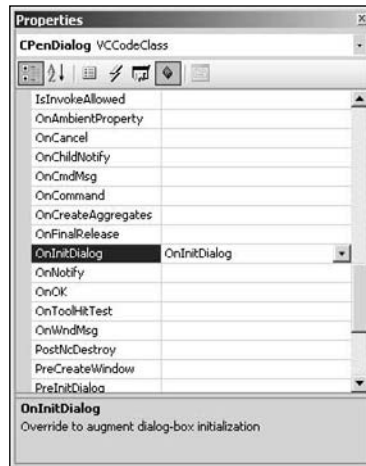 Properties
CPenDialog VCCodeClass
IsInvokeAllowed
OnAmbientProperty
OnCancel
OnChildNotify
OnCmdMsg
OnCommand
OnCreateAggregates
OnFinalRelease
OnInitDialog OnInitDialog
OnNotify
OnOK
OnToolHitTest
OnWndMsg
PostNcDestroy
PreCreateWindow
PreInitDialog
OnInitDialog
Override to augment dialog-box initialization